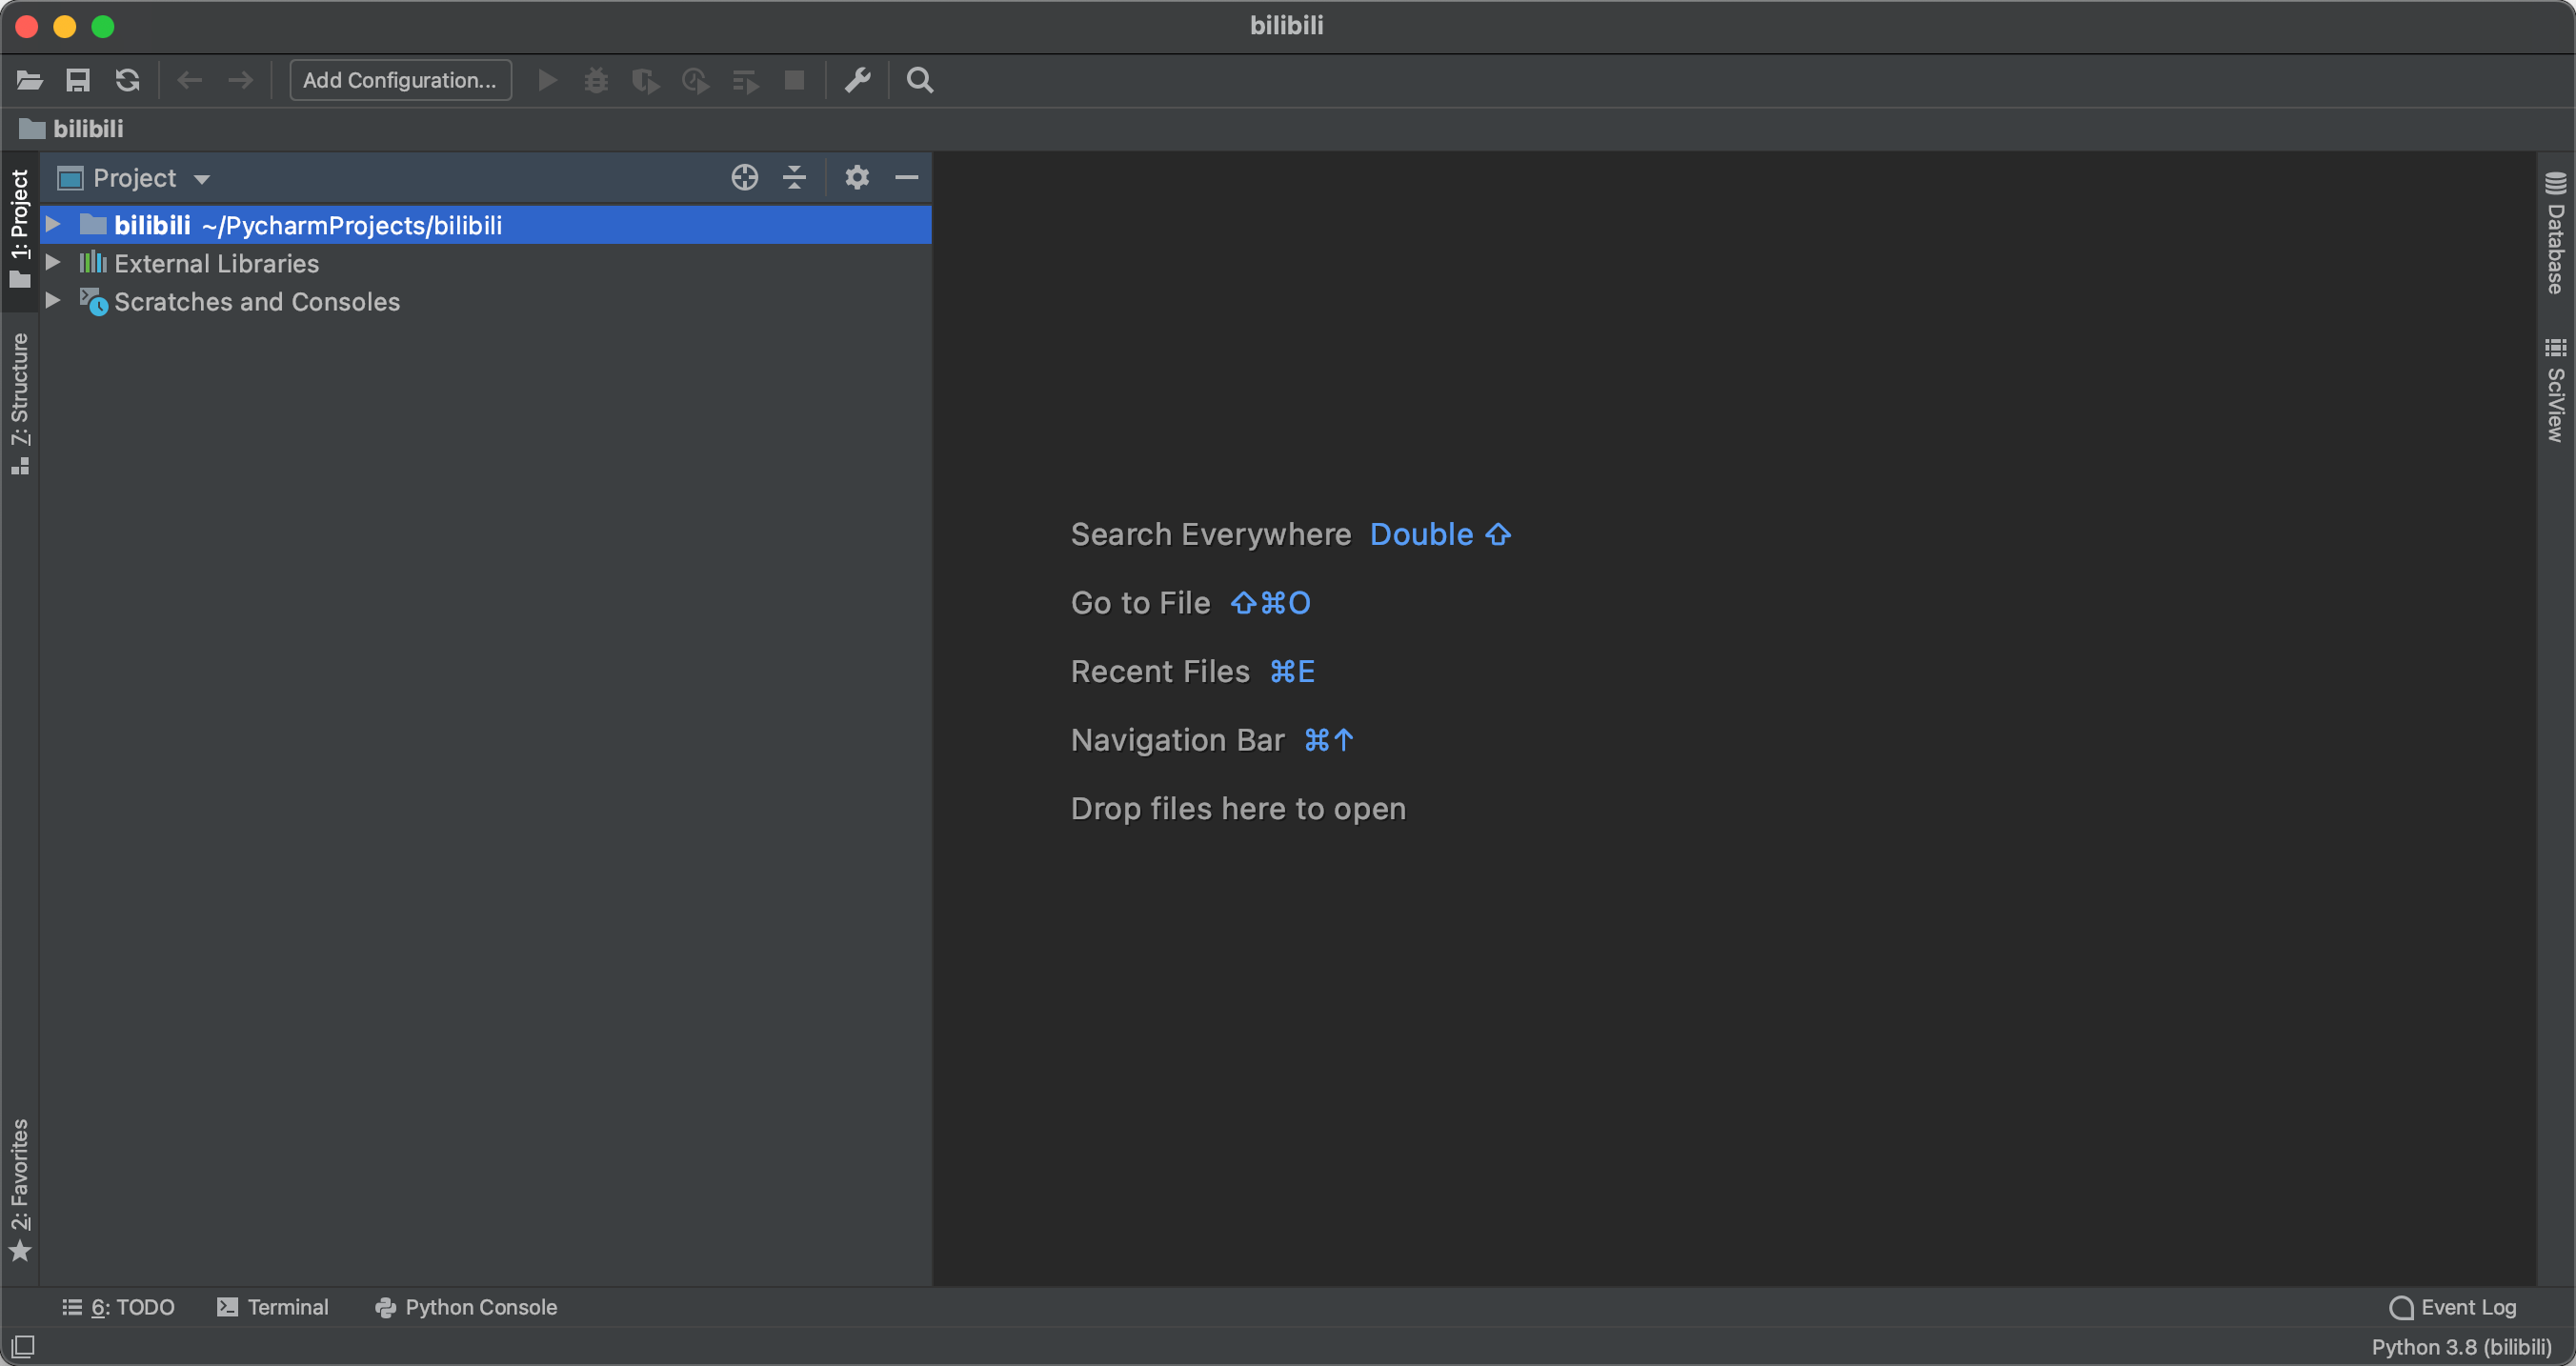 bilibili
Add Configuration...
bilibili
1: Project
Project
bilibili ~/PycharmProjects/bilibili
External Libraries
Scratches and Consoles
7: Structure
2: Favorites
Search Everywhere Double ⇧
Go to File ⇧⌘O
Recent Files ⌘E
Navigation Bar ⌘↑
Drop files here to open
Database
SciView
6: TODO Terminal Python Console Event Log
Python 3.8 (bilibili)